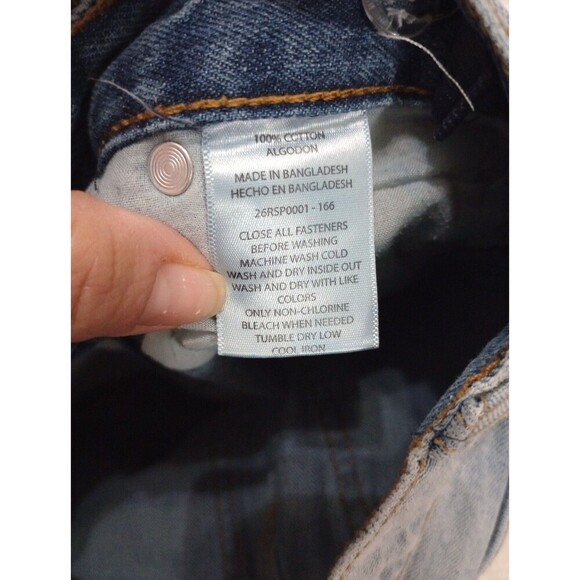 100% COTTON
ALGODON
MADE IN BANGLADESH
HECHO EN BANGLADESH
26RSP0001 - 166
CLOSE ALL FASTENERS
BEFORE WASHING
MACHINE WASH COLD
WASH AND DRY INSIDE OUT
WASH AND DRY WITH LIKE
COLORS
ONLY NON-CHLORINE
BLEACH WHEN NEEDED
TUMBLE DRY LOW
COOL IRON